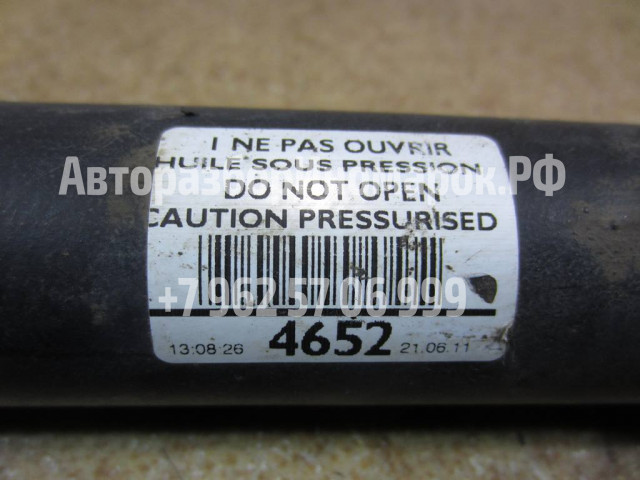 I NE PAS OUVRIR
HUILE SOUS PRESSION
DO NOT OPEN
CAUTION PRESSURISED
+7 962 57 06 999
13:08:26 4652 21.06.11